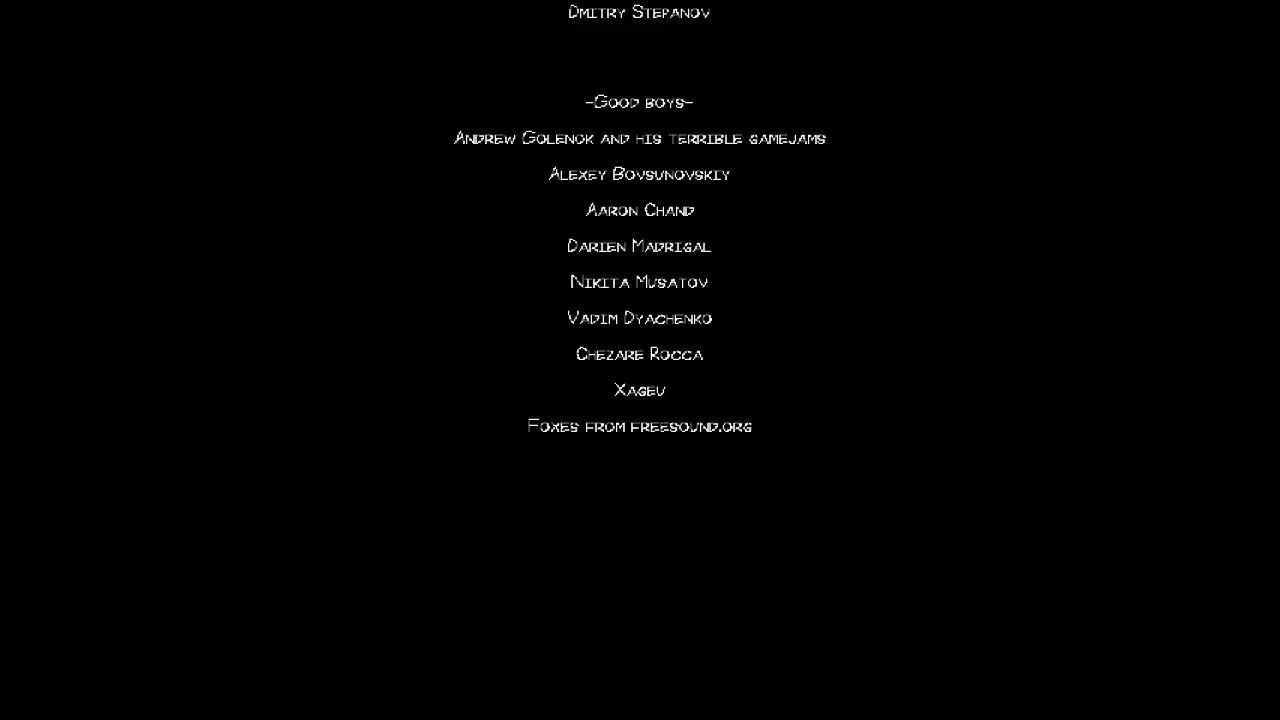 Dmitry Stepanov
-Good boys-
Andrew Golenok and his terrible gamejams
Alexey Bovsunovskiy
Aaron Chand
Darien Madrigal
Nikita Musatov
Vadim Dyachenko
Chezare Rocca
Xageu
Foxes from freesound.org